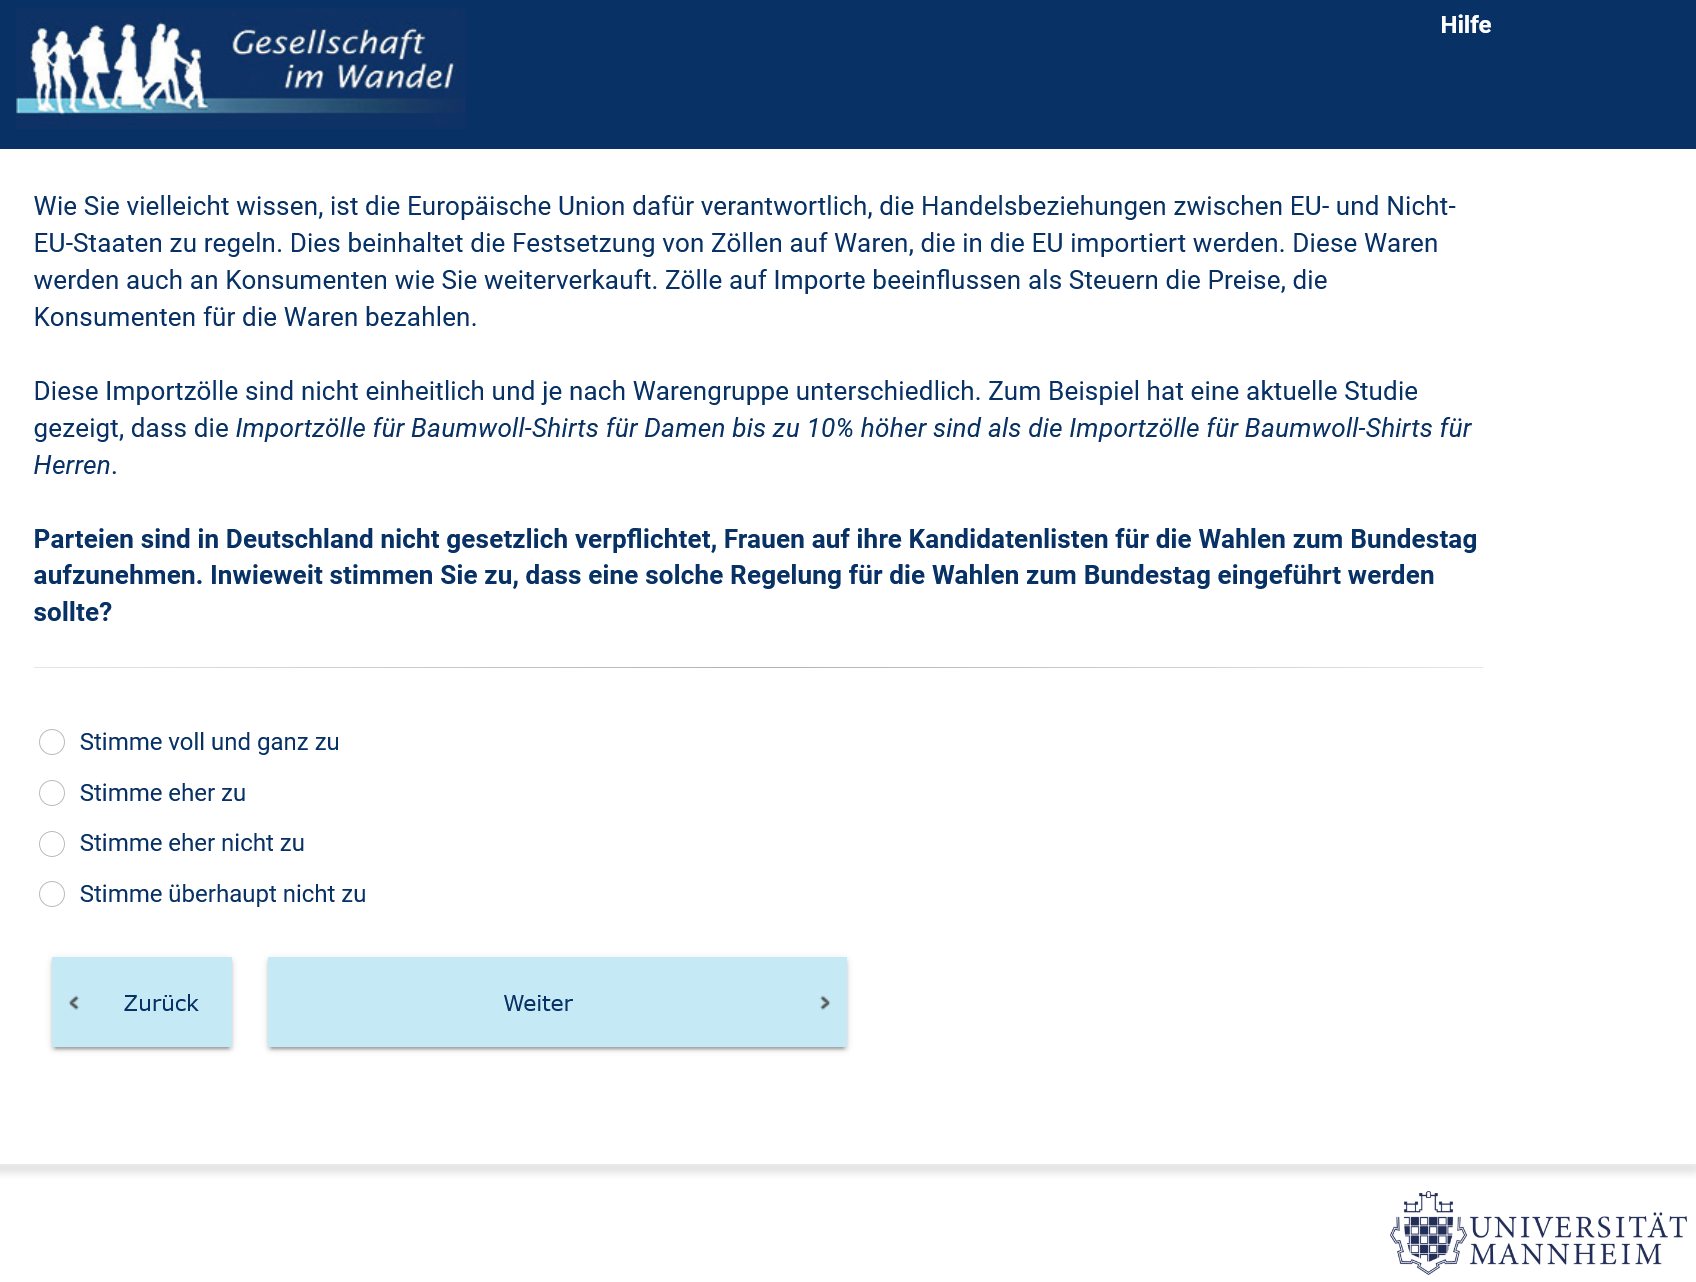 Gesellschaft
im Wandel
Hilfe
Wie Sie vielleicht wissen, ist die Europäische Union dafür verantwortlich, die Handelsbeziehungen zwischen EU- und Nicht-
EU-Staaten zu regeln. Dies beinhaltet die Festsetzung von Zöllen auf Waren, die in die EU importiert werden. Diese Waren
werden auch an Konsumenten wie Sie weiterverkauft. Zölle auf Importe beeinflussen als Steuern die Preise, die
Konsumenten für die Waren bezahlen.
Diese Importzölle sind nicht einheitlich und je nach Warengruppe unterschiedlich. Zum Beispiel hat eine aktuelle Studie
gezeigt, dass die Importzölle für Baumwoll-Shirts für Damen bis zu 10% höher sind als die Importzölle für Baumwoll-Shirts für
Herren.
Parteien sind in Deutschland nicht gesetzlich verpflichtet, Frauen auf ihre Kandidatenlisten für die Wahlen zum Bundestag
aufzunehmen. Inwieweit stimmen Sie zu, dass eine solche Regelung für die Wahlen zum Bundestag eingeführt werden
sollte?
Stimme voll und ganz zu
Stimme eher zu
Stimme eher nicht zu
Stimme überhaupt nicht zu
Zurück
Weiter
UNIVERSITÄT
MANNHEIM